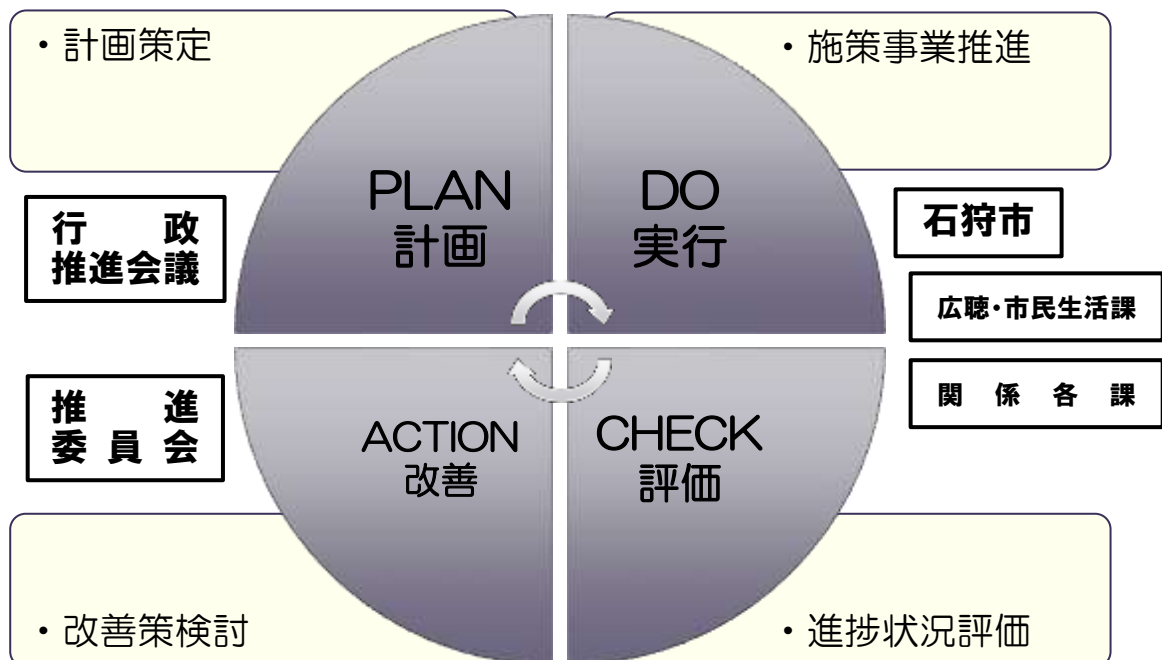 ・計画策定
・施策事業推進
PLAN
計画
DO
実行
行政
推進会議
石狩市
広聴・市民生活課
関係各課
推進
委員会
ACTION
改善
CHECK
評価
・改善策検討
・進捗状況評価